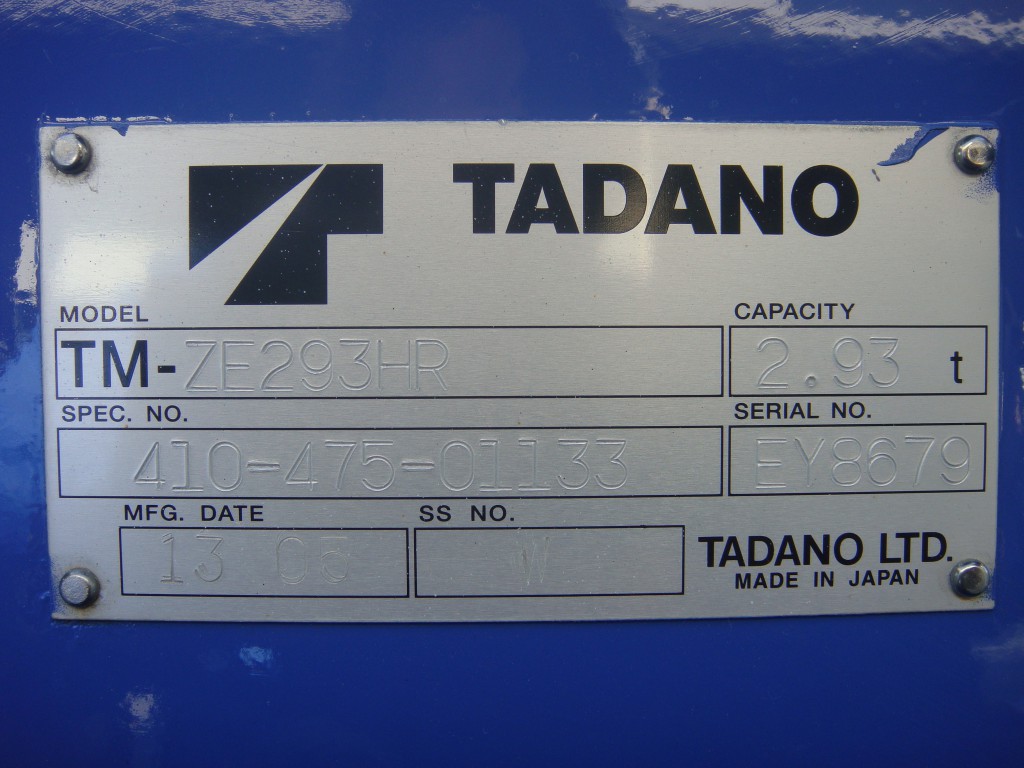 TADANO
MODEL
TM-ZE293HR
CAPACITY
2.93 t
SPEC. NO.
410-475-01133
SERIAL NO.
EY8679
MFG. DATE
13 05
SS NO.
W
TADANO LTD.
MADE IN JAPAN